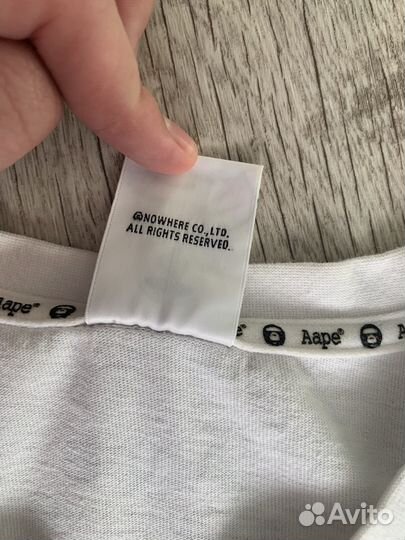 ©NOWHERE CO., LTD.
ALL RIGHTS RESERVED.
Aape® Aape® A
Avito